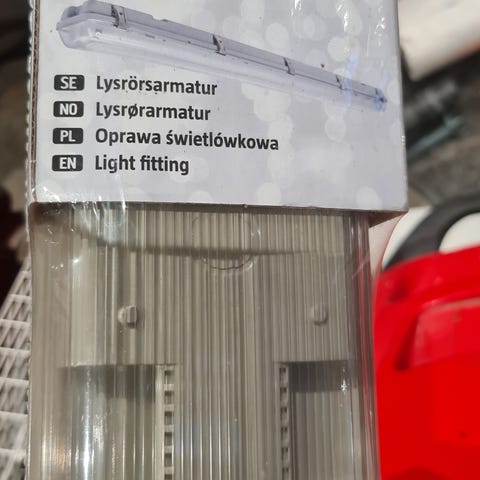 SE Lysrörsarmatur
NO Lysrørarmatur
PL Oprawa świetlówkowa
EN Light fitting